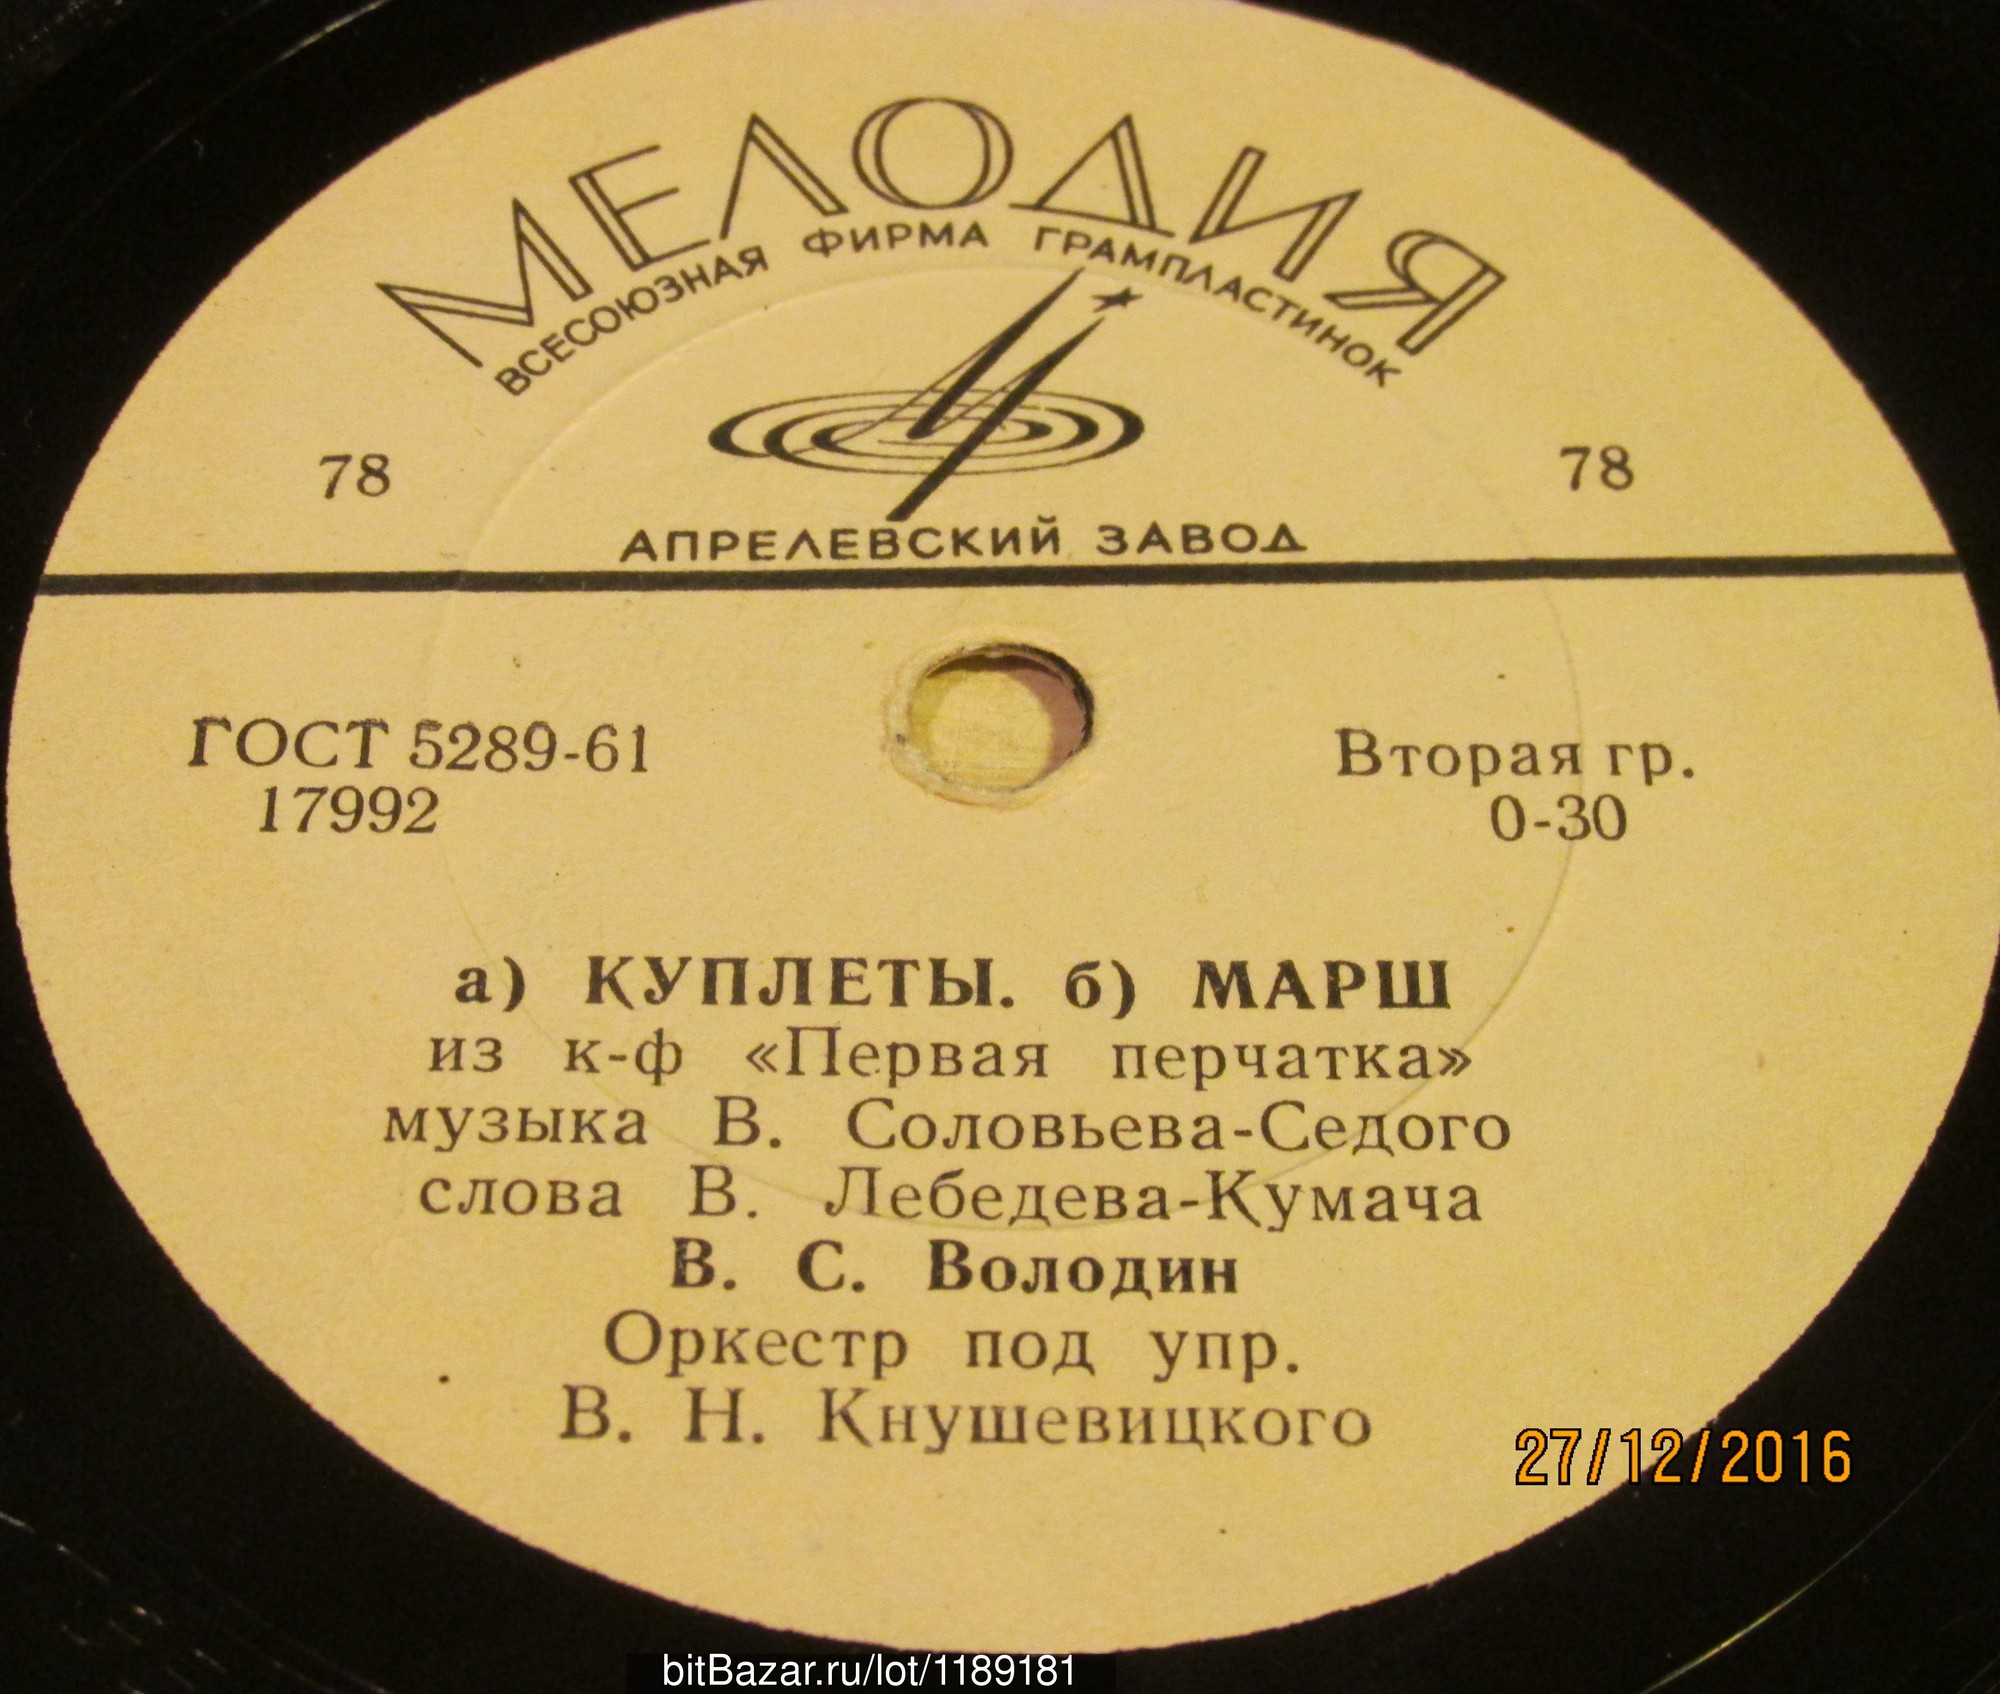 МЕЛОДИЯ
ВСЕСОЮЗНАЯ ФИРМА ГРАМПЛАСТИНОК
78 78
АПРЕЛЕВСКИЙ ЗАВОД
ГОСТ 5289-61 Вторая гр.
17992 0-30
а) КУПЛЕТЫ. б) МАРШ
из к-ф «Первая перчатка»
музыка В. Соловьева-Седого
слова В. Лебедева-Кумача
В. С. Володин
Оркестр под упр.
В. Н. Кнушевицкого
27/12/2016
bitBazar.ru/lot/1189181